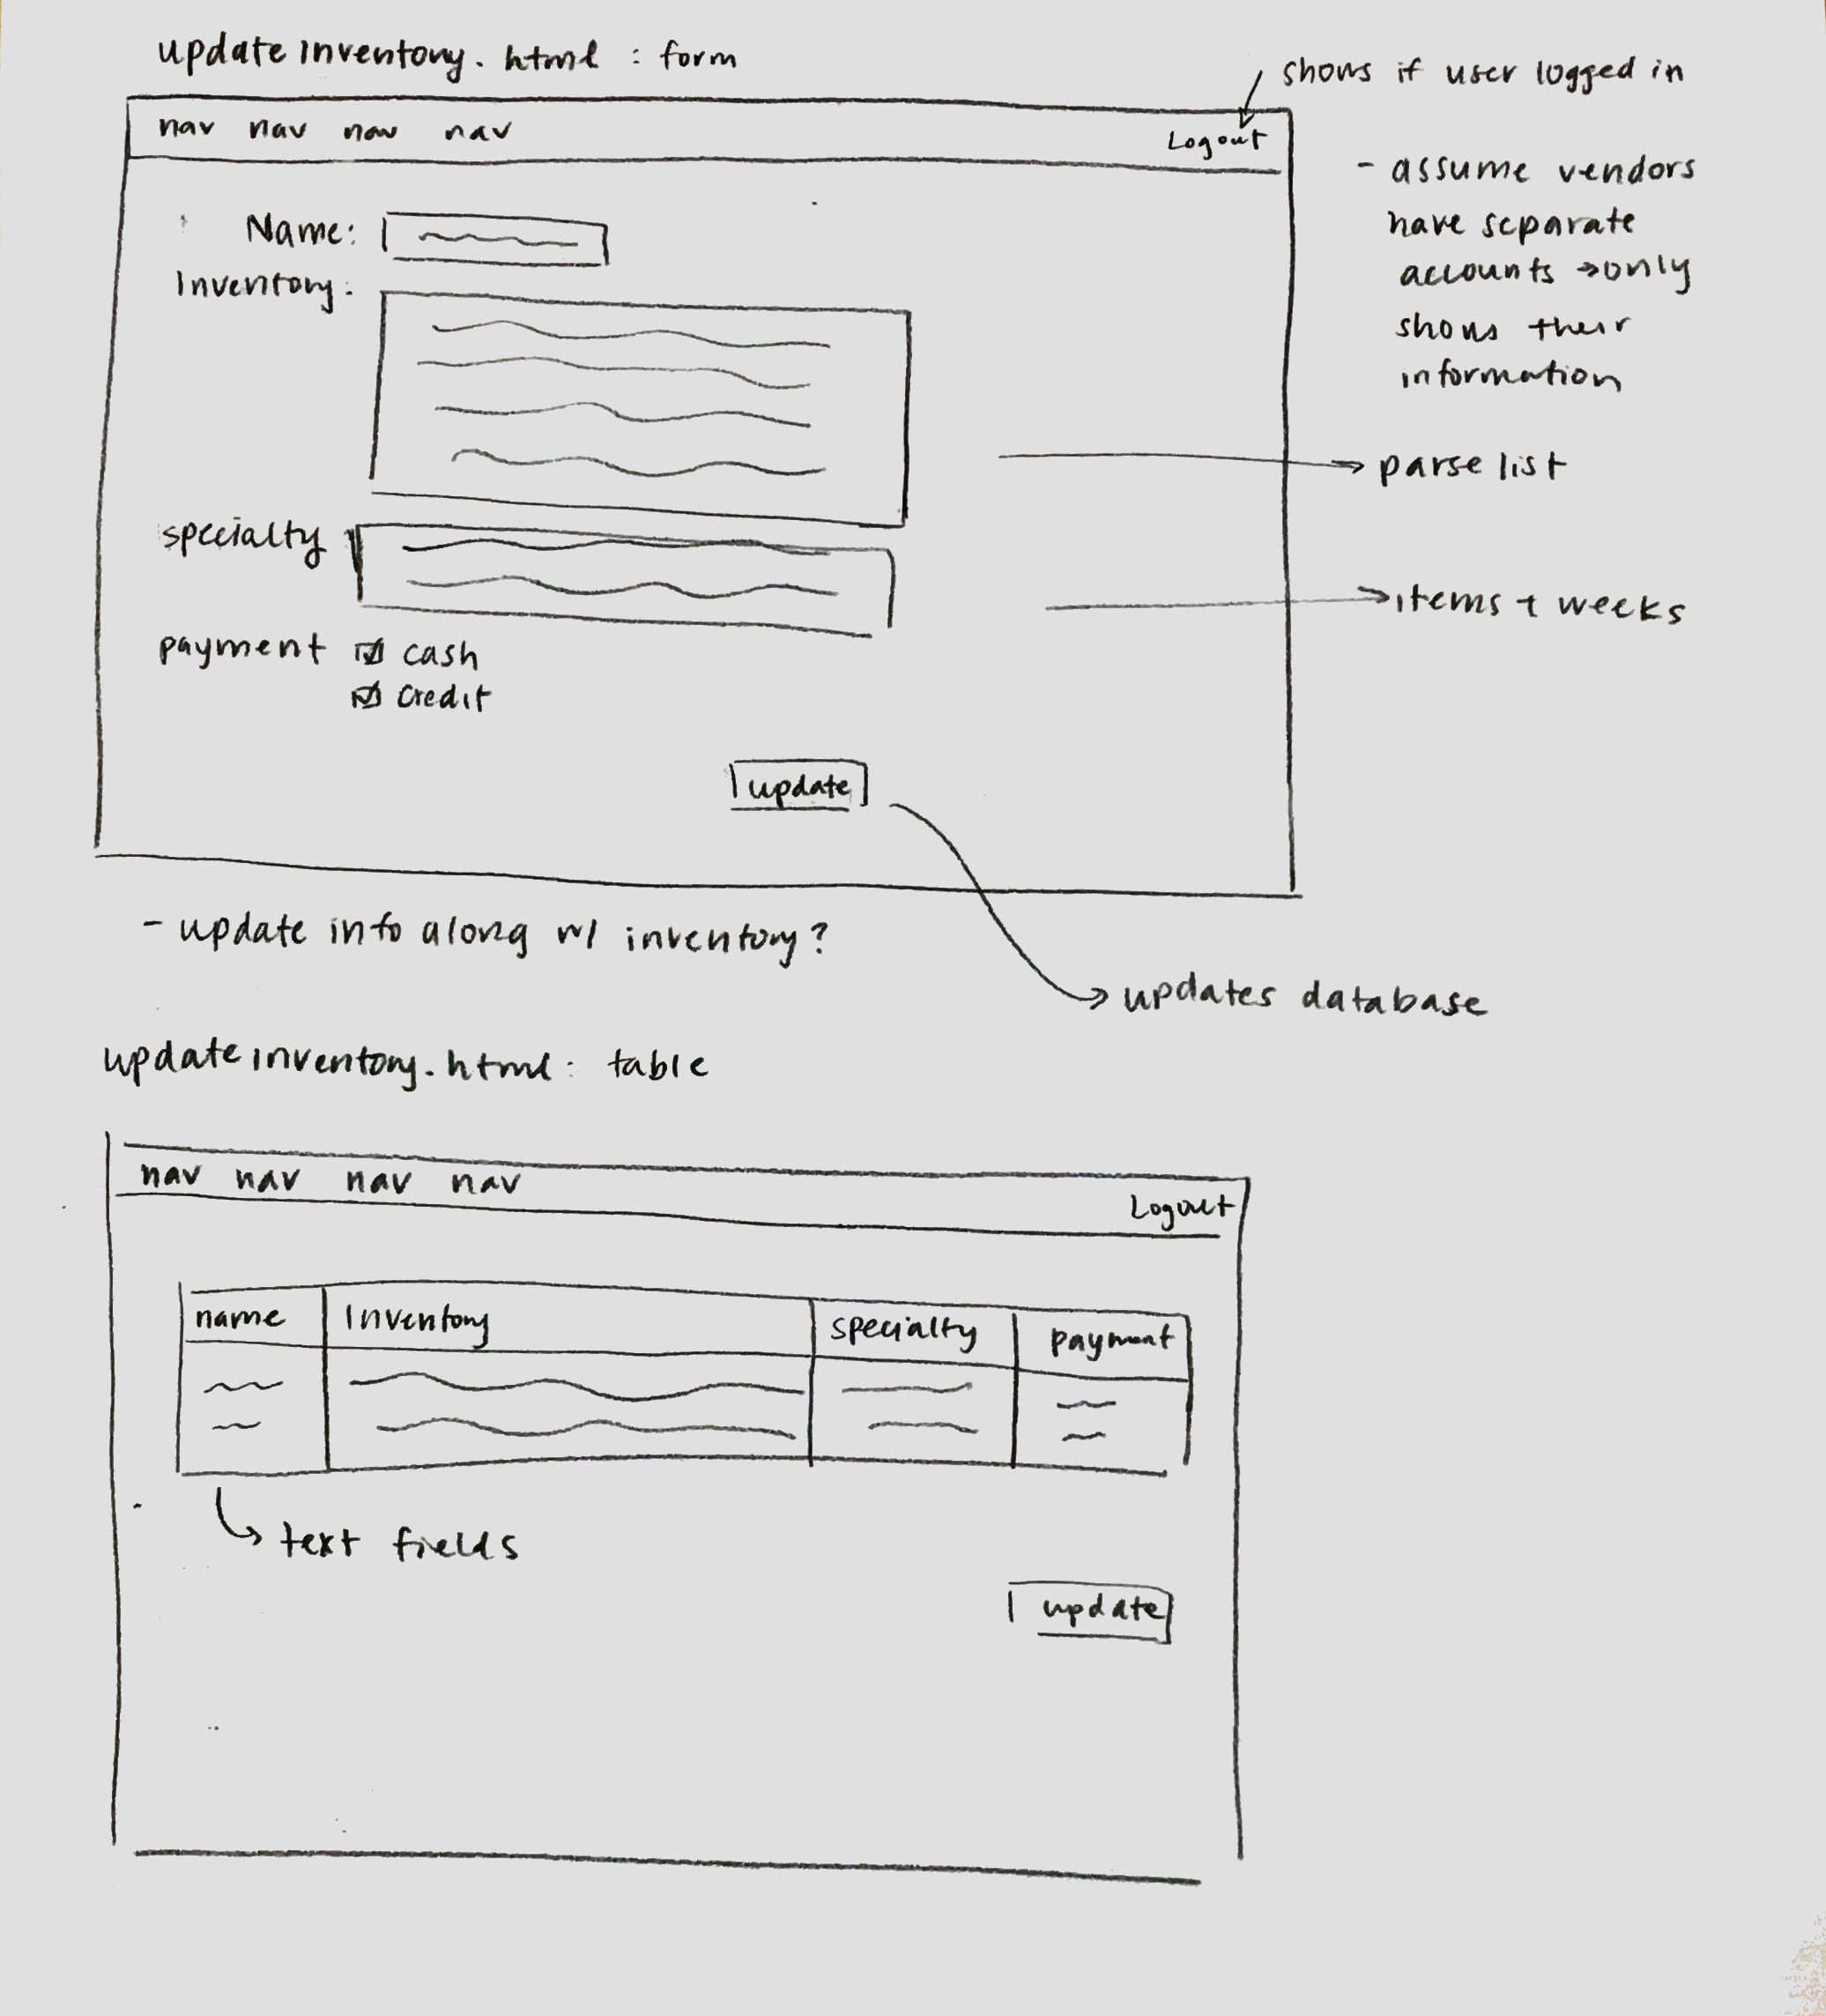 updateinventory.html : form
shows if user logged in
nav nav nav nav
Logout
- assume vendors
have separate
accounts → only
shows their
information
Name:
Inventory:
→ parse list
specialty
→ items + weeks
payment ☑ cash
☑ credit
update
- update info along w/ inventory?
→ updates database
updateinventory.html: table
nav nav nav nav
Logout
name Inventory specialty payment
↳ text fields
update